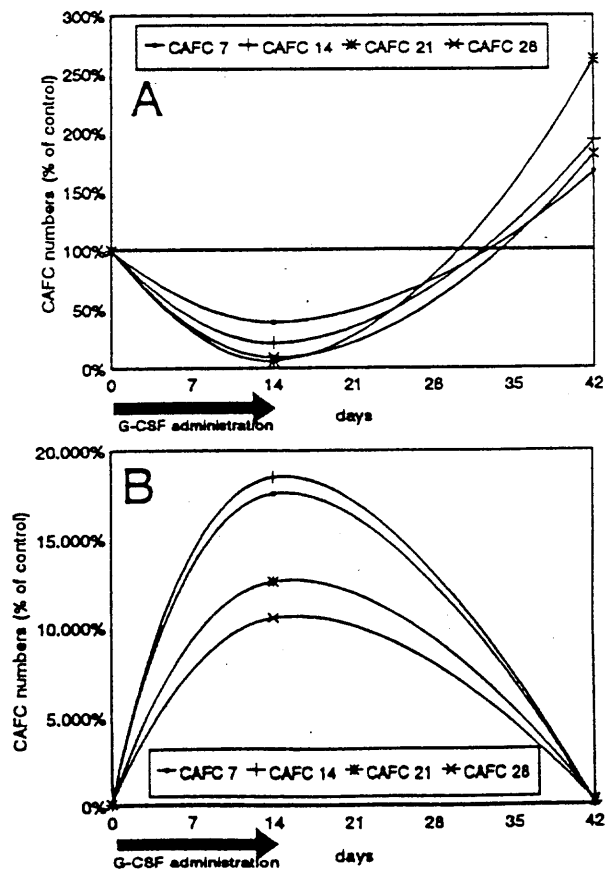 300%
CAFC 7 CAFC 14 CAFC 21 CAFC 28
A
250%
200%
150%
100%
50%
0%
CAFC numbers (% of control)
0 7 14 21 28 35 42
G-CSF administration
days
20.000%
B
15.000%
10.000%
5.000%
0%
CAFC numbers (% of control)
CAFC 7 CAFC 14 CAFC 21 CAFC 28
0 7 14 21 28 35 42
G-CSF administration
days